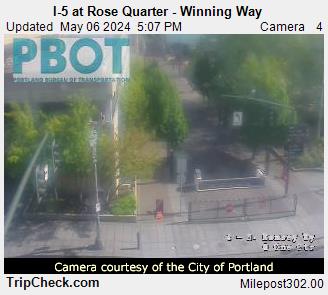 I-5 at Rose Quarter - Winning Way
Updated May 06 2024 5:07 PM Camera 4
PBOT
PORTLAND BUREAU OF TRANSPORTATION
Camera courtesy of the City of Portland
TripCheck.com Milepost302.00